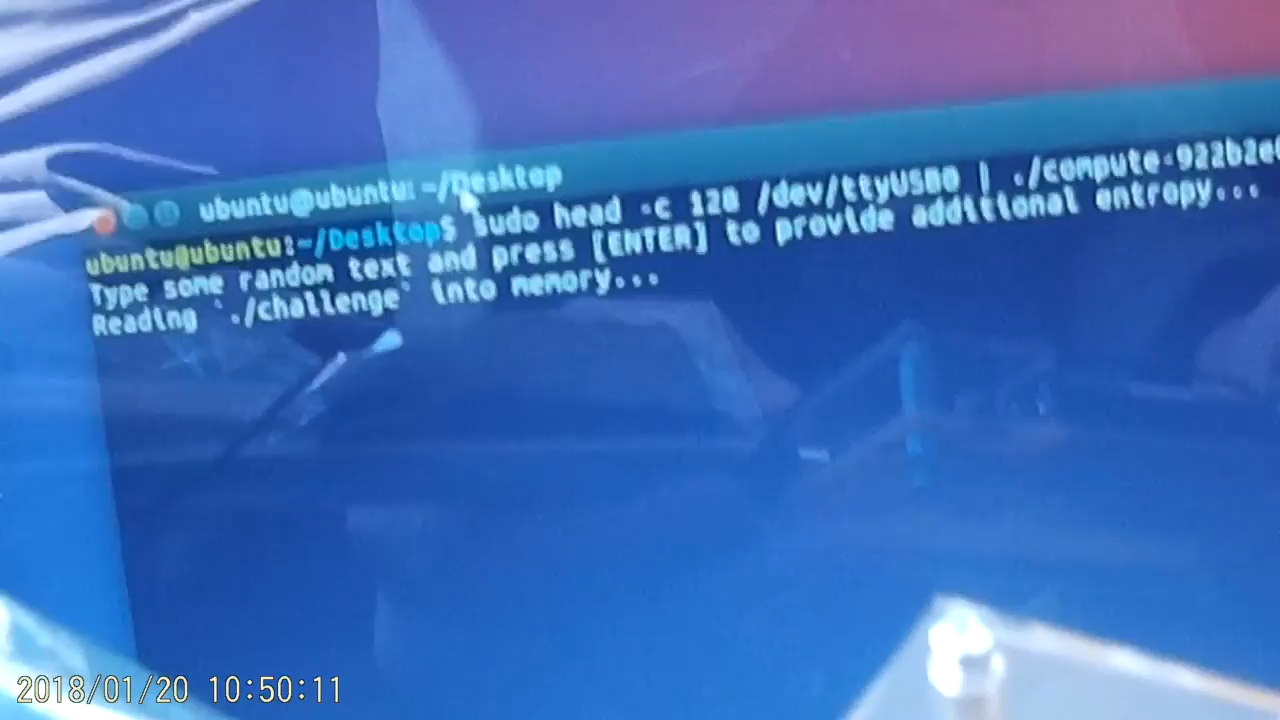 ubuntu@ubuntu: ~/Desktop
ubuntu@ubuntu:~/Desktop$ sudo head -c 128 /dev/ttyUSB0 | ./compute-922b2e
Type some random text and press [ENTER] to provide additional entropy...
Reading `./challenge` into memory...
2018/01/20 10:50:11